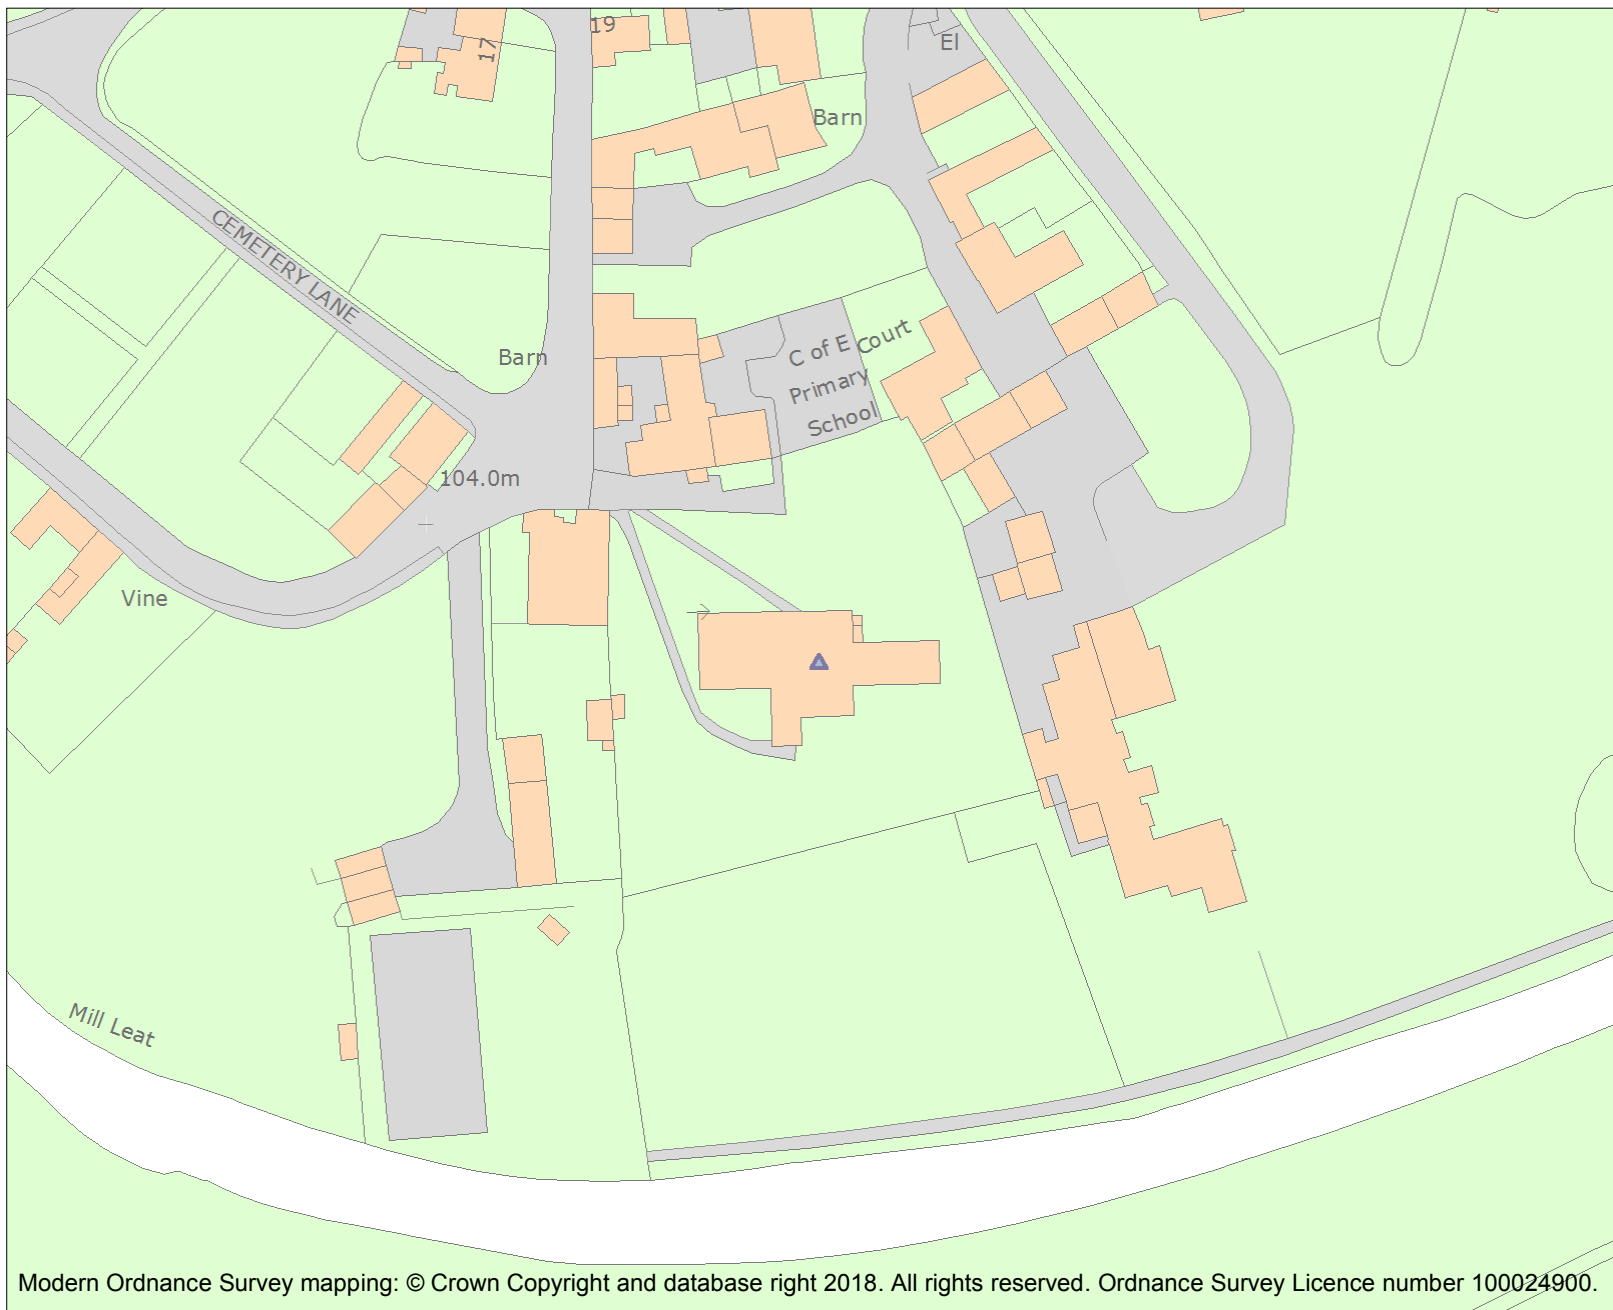 19
17
El
Barn
CEMETERY LANE
Barn
C of E
Court
Primary
School
104.0m
Vine
Mill Leat
Modern Ordnance Survey mapping: © Crown Copyright and database right 2018. All rights reserved. Ordnance Survey Licence number 100024900.